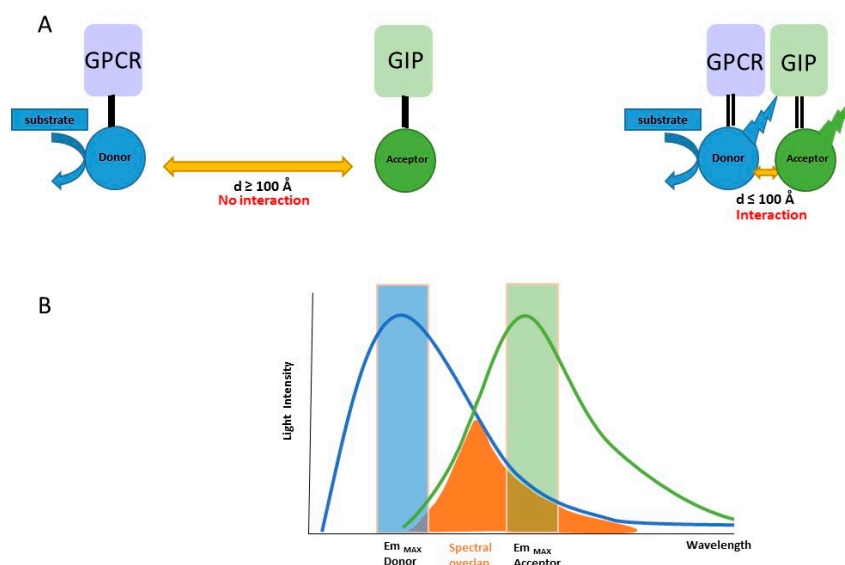 A
GPCR
GIP
substrate
Donor
Acceptor
d ≥ 100 Å
No interaction
GPCR
GIP
substrate
Donor
Acceptor
d ≤ 100 Å
Interaction
B
Light Intensity
Em MAX
Donor
Spectral
overlap
Em MAX
Acceptor
Wavelength